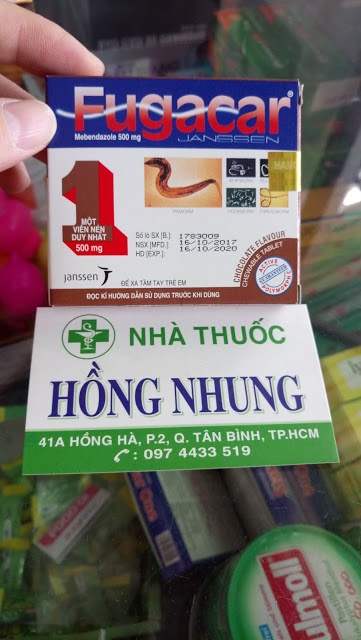 Fugacar®
Mebendazole 500 mg
JANSSEN
1
MỘT
VIÊN NÉN
DUY NHẤT
500 mg
PINWORM
HOOKWORM
Số lô SX (B.): 1783009
NSX (MFD.) 16/10/2017
HD (EXP.): 16/10/2020
CHOCOLATE FLAVOUR
CHEWABLE TABLET
ACTIVE
janssen
ĐỂ XA TẦM TAY TRẺ EM
ĐỌC KĨ HƯỚNG DẪN SỬ DỤNG TRƯỚC KHI DÙNG
NHÀ THUỐC
HỒNG NHUNG
41A HỒNG HÀ, P.2, Q. TÂN BÌNH, TP.HCM
: 097 4433 519